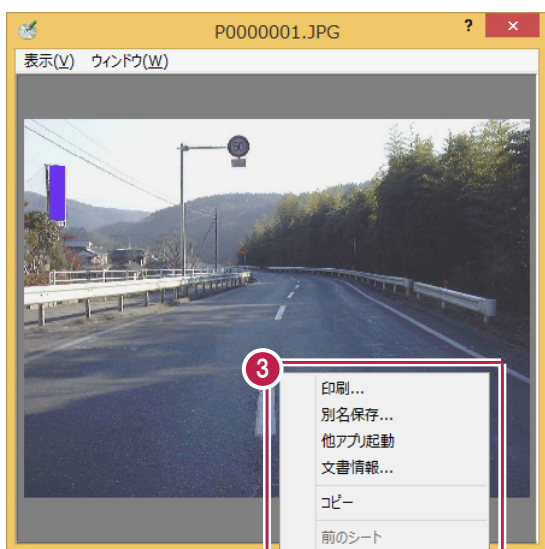 P0000001.JPG ? ×
表示(V) ウィンドウ(W)
3
印刷...
別名保存...
他アプリ起動
文書情報...
コピー
前のシート